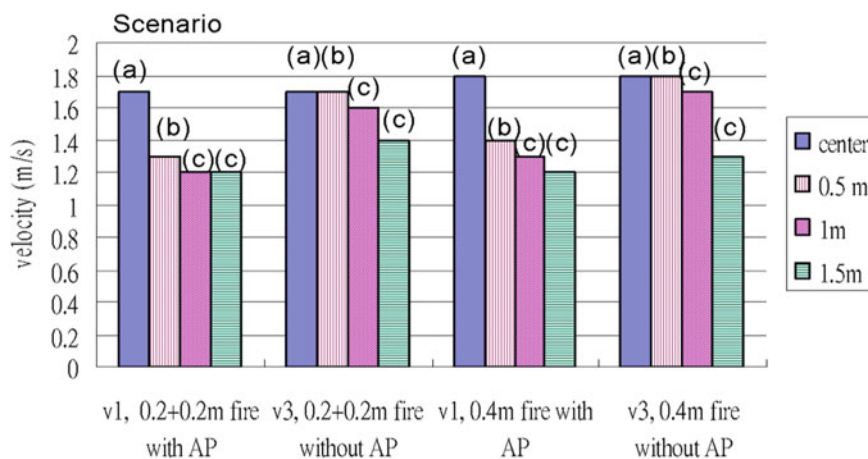 Scenario
velocity (m/s)
2
1.8
1.6
1.4
1.2
1
0.8
0.6
0.4
0.2
0
(a)
(b)
(c)(c)
(a)(b)
(c)
(c)
(a)
(b)
(c)(c)
(a)(b)
(c)
(c)
v1, 0.2+0.2m fire
with AP
v3, 0.2+0.2m fire
without AP
v1, 0.4m fire with
AP
v3, 0.4m fire
without AP
center
0.5 m
1m
1.5m